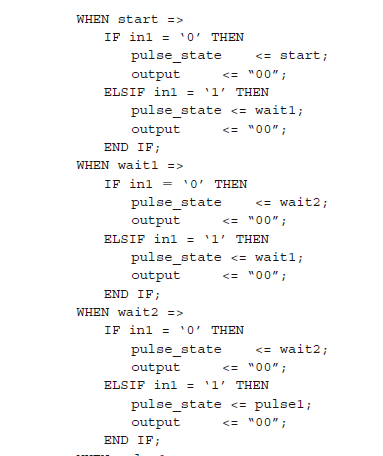 WHEN start =>
IF in1 = ‘0’ THEN
pulse_state <= start;
output <= “00”;
ELSIF in1 = ‘1’ THEN
pulse_state <= wait1;
output <= “00”;
END IF;
WHEN wait1 =>
IF in1 = ‘0’ THEN
pulse_state <= wait2;
output <= “00”;
ELSIF in1 = ‘1’ THEN
pulse_state <= wait1;
output <= “00”;
END IF;
WHEN wait2 =>
IF in1 = ‘0’ THEN
pulse_state <= wait2;
output <= “00”;
ELSIF in1 = ‘1’ THEN
pulse_state <= pulse1;
output <= “00”;
END IF;